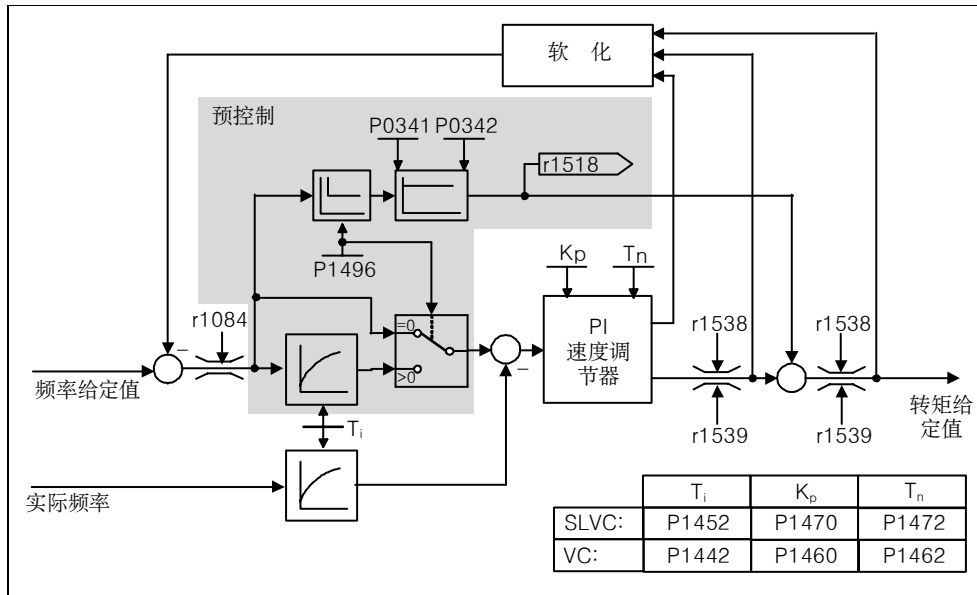 软 化
预控制
P0341 P0342
r1518
P1496
Kp Tn
r1084
=0
>0
PI
速度调
节器
r1538 r1538
频率给定值
转矩给
定值
r1539 r1539
Ti
实际频率
Ti Kp Tn
SLVC: P1452 P1470 P1472
VC: P1442 P1460 P1462